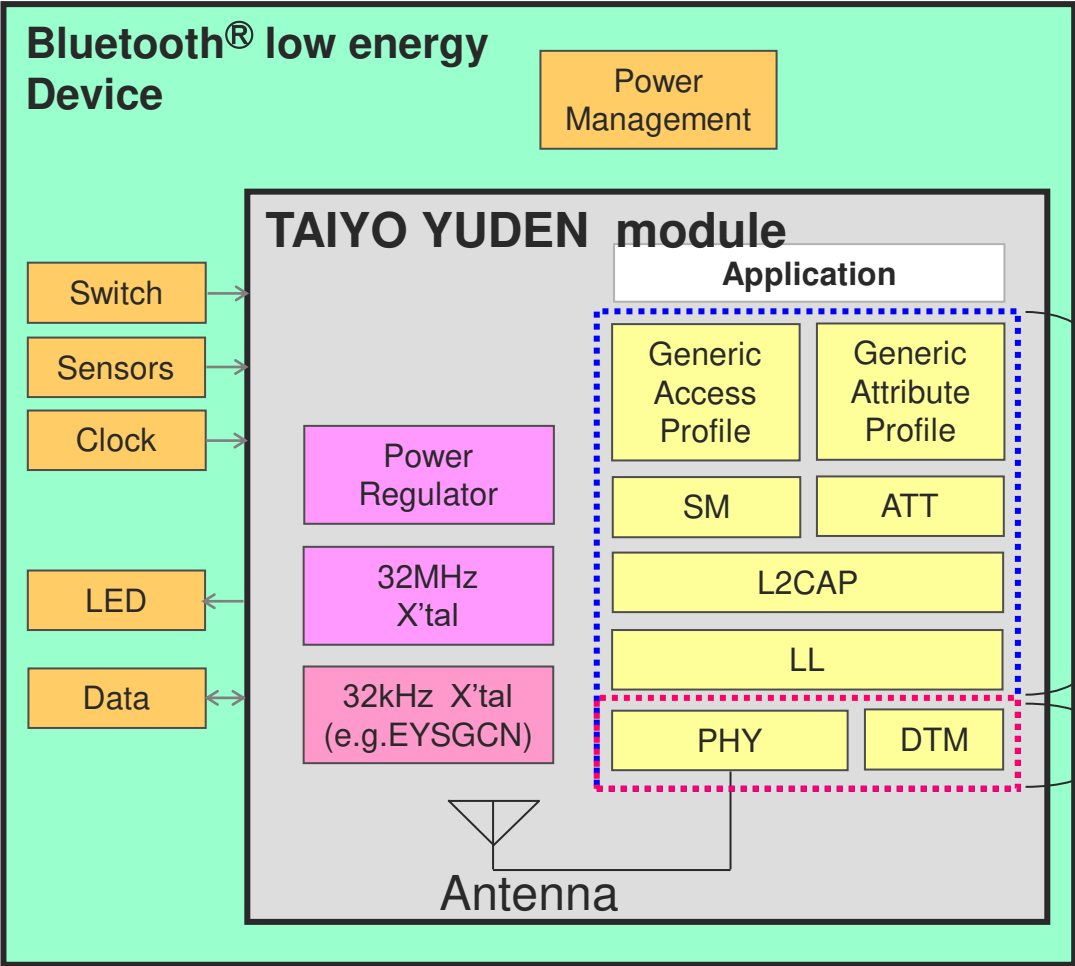 Bluetooth® low energy
Device
Power
Management
TAIYO YUDEN  module
Application
Switch
Sensors
Clock
LED
Data
Power
Regulator
32MHz
X'tal
32kHz  X'tal
(e.g.EYSGCN)
Generic
Access
Profile
Generic
Attribute
Profile
SM
ATT
L2CAP
LL
PHY
DTM
Antenna